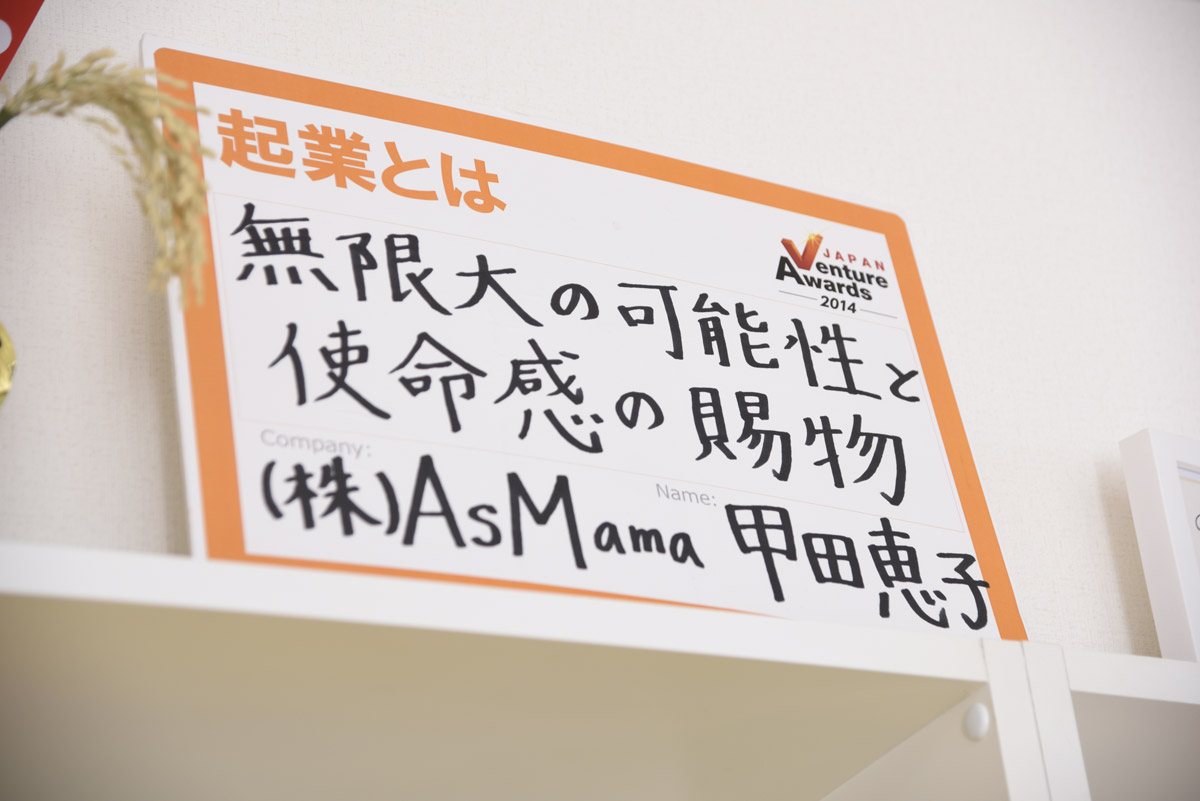 起業とは
JAPAN
Venture
Awards
2014
無限大の可能性と
使命感の賜物
Company:
Name:
(株)AsMama 甲田恵子